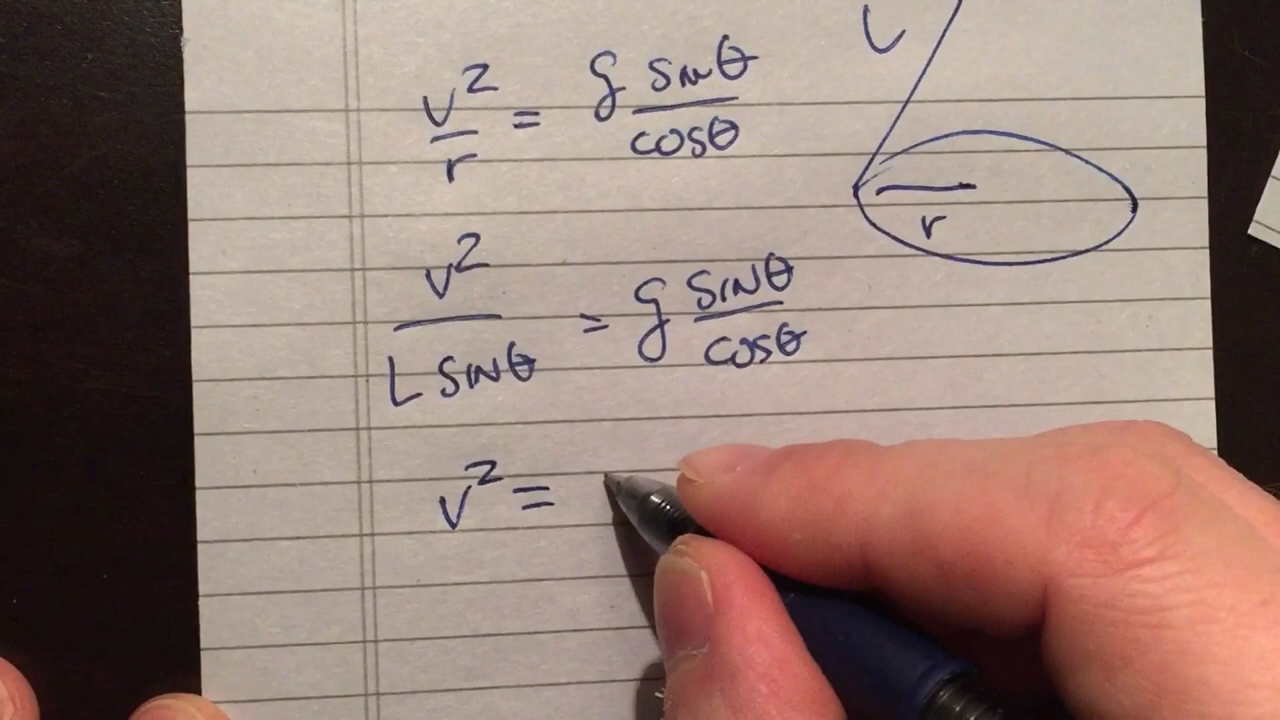 L
v² / r = g sinθ / cosθ
r
v² / L sinθ = g sinθ / cosθ
v² =